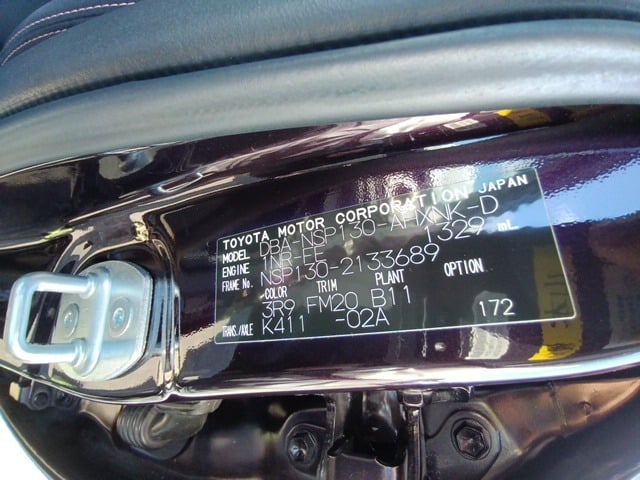 TOYOTA MOTOR CORPORATION JAPAN
MODEL DBA-NSP130-AHXNK-D
ENGINE 1NR-FE 1329 mL
FRAME No. NSP130-2133689
COLOR TRIM PLANT OPTION
3R9 FM20 B11
TRANS./AXLE K411 -02A 172